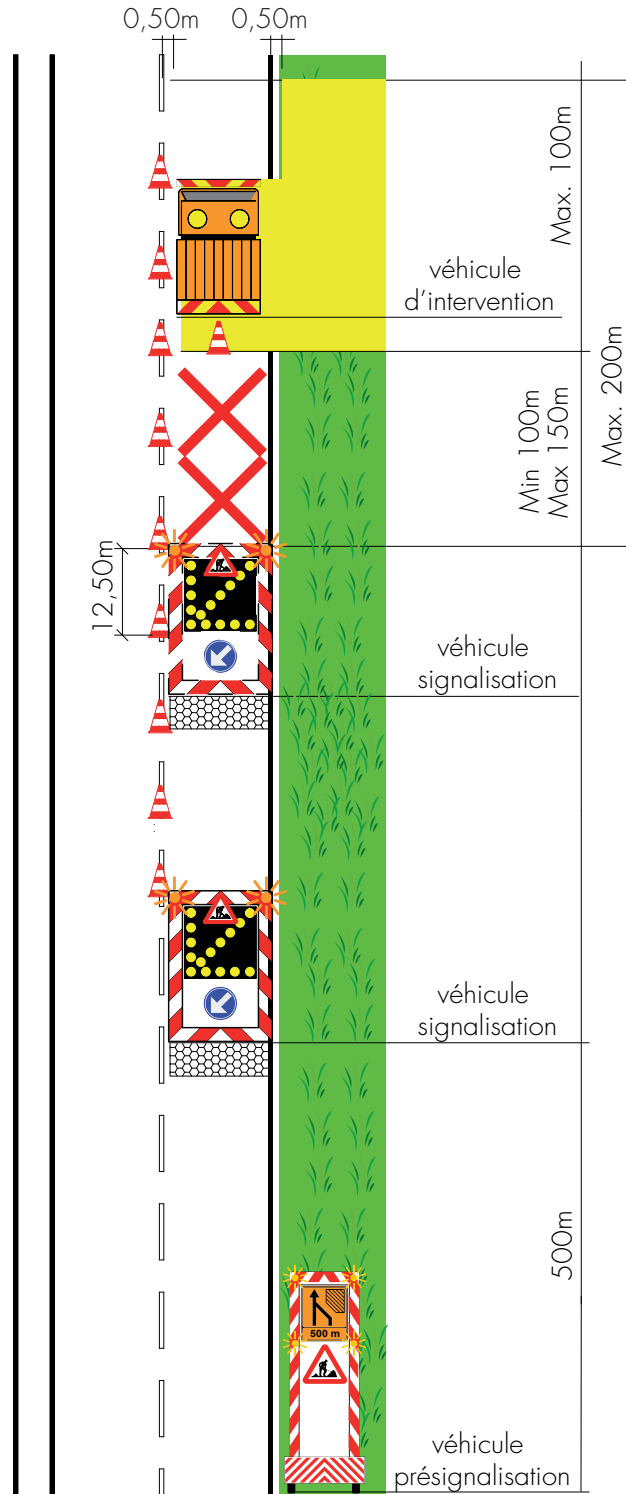 0,50m 0,50m
Max. 100m
véhicule
d'intervention
Max. 200m
Min 100m
Max 150m
12,50m
véhicule
signalisation
véhicule
signalisation
500m
500 m
véhicule
présignalisation